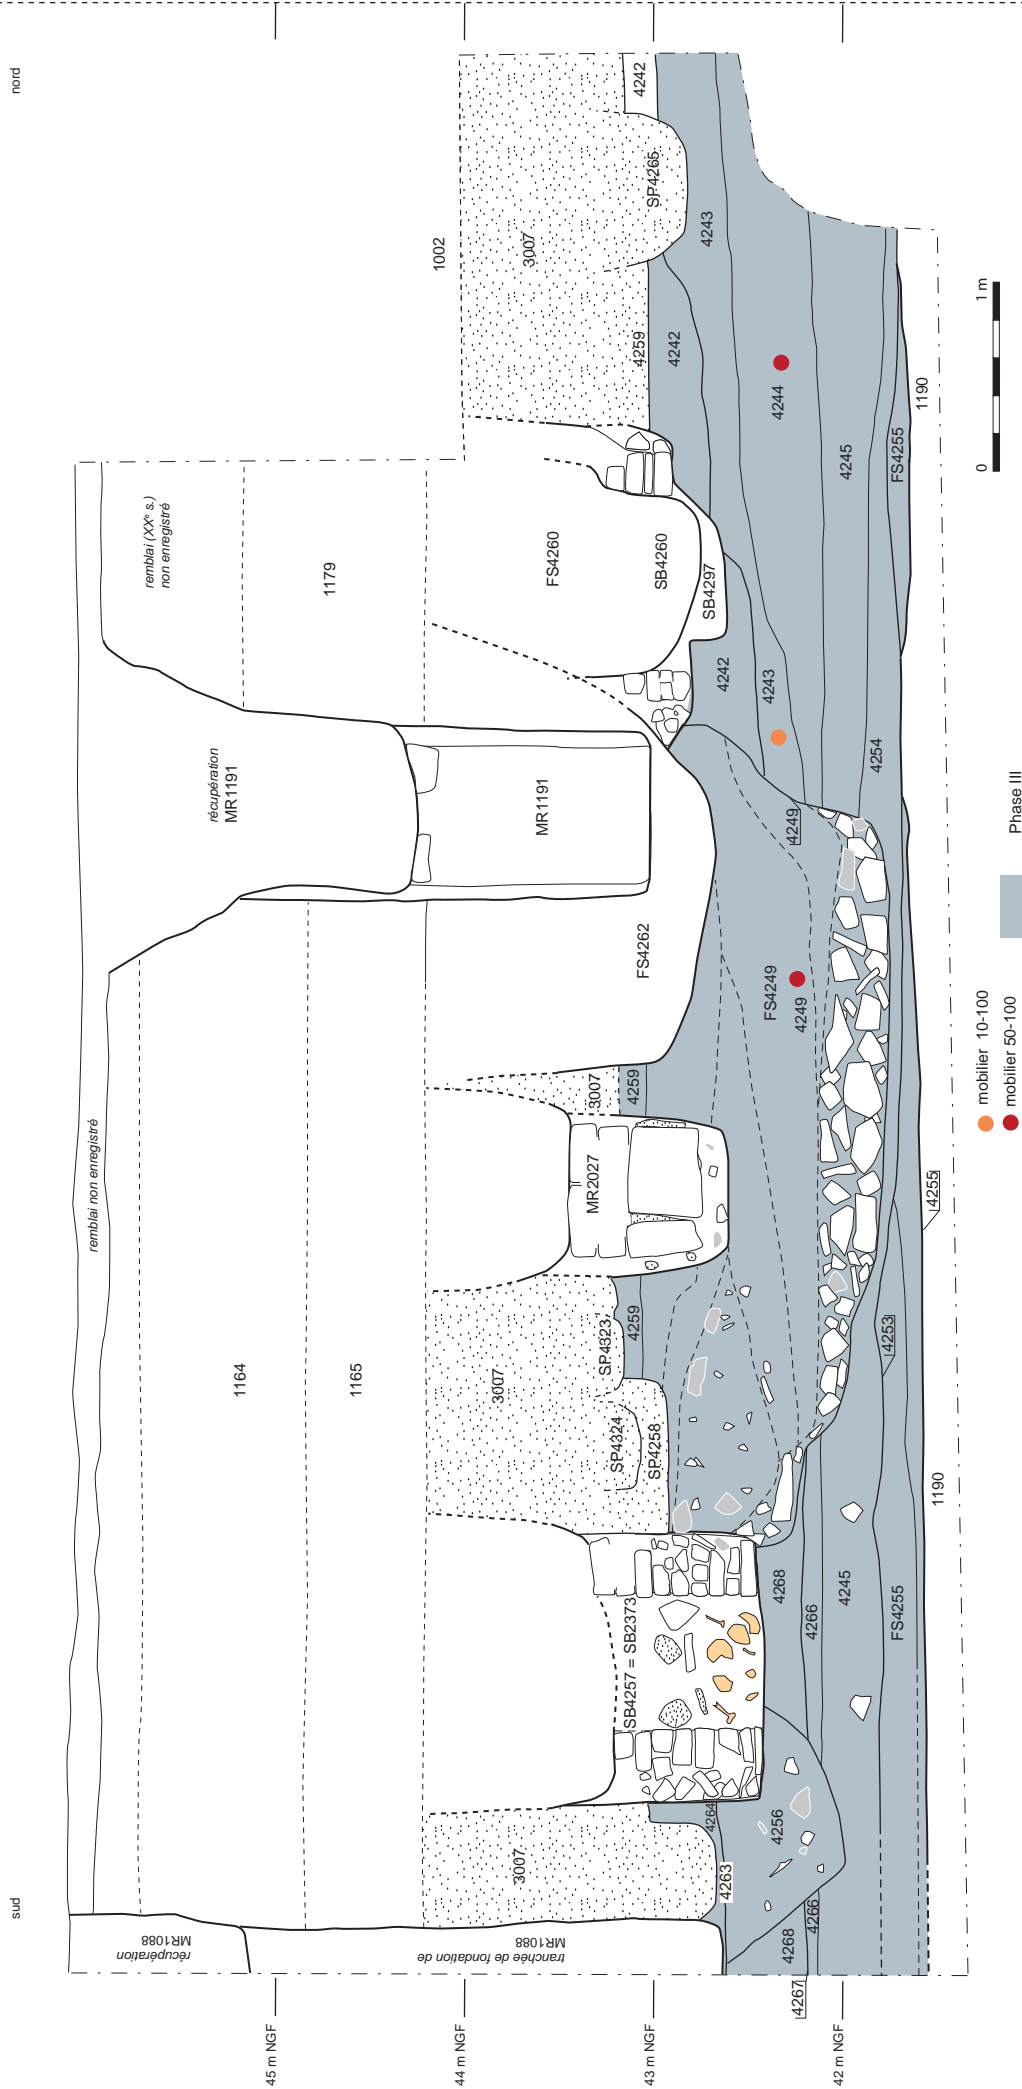 sud
nord
récupération
MR1088
tranchée de fondation de
MR1088
remblai non enregistré
récupération
MR1191
remblai (XXᵉ s.)
non enregistré
1164
1165
1179
1002
45 m NGF
44 m NGF
43 m NGF
42 m NGF
3007
3007
3007
3007
MR2027
MR1191
FS4262
FS4260
SB4260
SB4297
SP4265
4242
4259
4242
4243
4244
4245
FS4255
1190
4242
4243
4254
4249
FS4249
4249
4259
4259
SP4323
SP4324
SP4258
SB4257 = SB2373
4264
4263
4256
4268
4266
4267
4268
4266
4245
FS4255
4253
4255
1190
mobilier 10-100
mobilier 50-100
Phase III
0
1 m